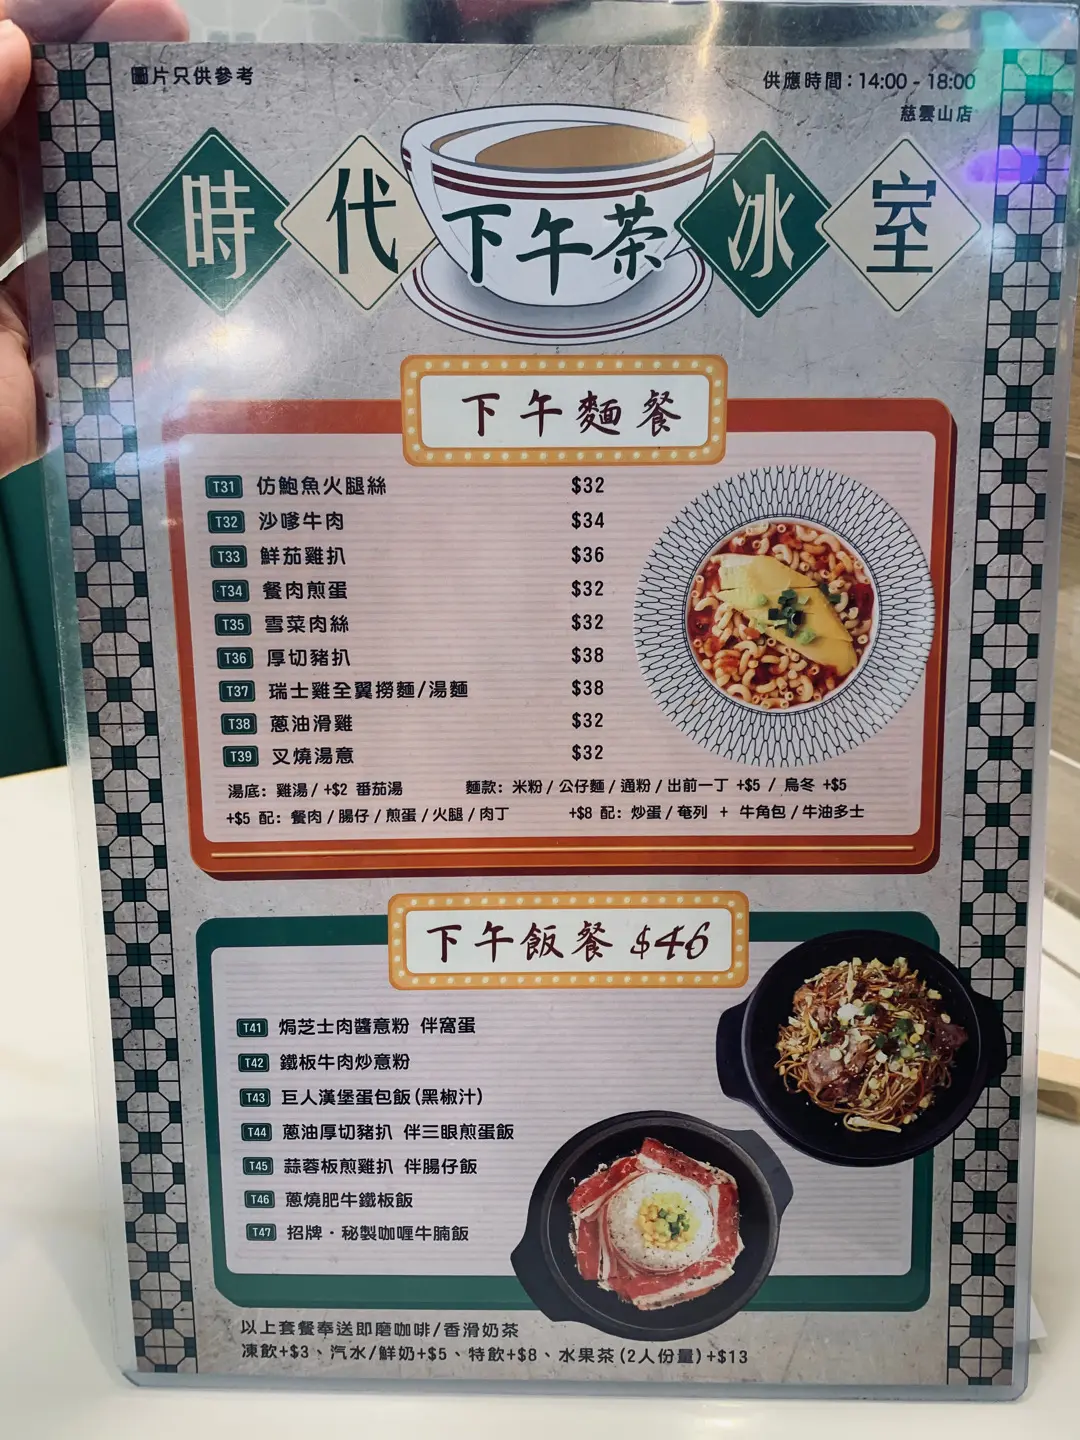 圖片只供參考
供應時間：14:00 - 18:00
慈雲山店
時代冰室
下午茶
下午麵餐
T31 仿鮑魚火腿絲 $32
T32 沙嗲牛肉 $34
T33 鮮茄雞扒 $36
T34 餐肉煎蛋 $32
T35 雪菜肉絲 $32
T36 厚切豬扒 $38
T37 瑞士雞全翼撈麵/湯麵 $38
T38 蔥油滑雞 $32
T39 叉燒湯意 $32
湯底：雞湯 / +$2 番茄湯 麵款：米粉 / 公仔麵 / 通粉 / 出前一丁 +$5 / 烏冬 +$5
+$5 配：餐肉 / 腸仔 / 煎蛋 / 火腿 / 肉丁 +$8 配：炒蛋 / 奄列 + 牛角包 / 牛油多士
下午飯餐 $46
T41 焗芝士肉醬意粉 伴窩蛋
T42 鐵板牛肉炒意粉
T43 巨人漢堡蛋包飯(黑椒汁)
T44 蔥油厚切豬扒 伴三眼煎蛋飯
T45 蒜蓉板煎雞扒 伴腸仔飯
T46 蔥燒肥牛鐵板飯
T47 招牌．秘製咖喱牛腩飯
以上套餐奉送即磨咖啡/香滑奶茶
凍飲+$3、汽水/鮮奶+$5、特飲+$8、水果茶(2人份量)+$13